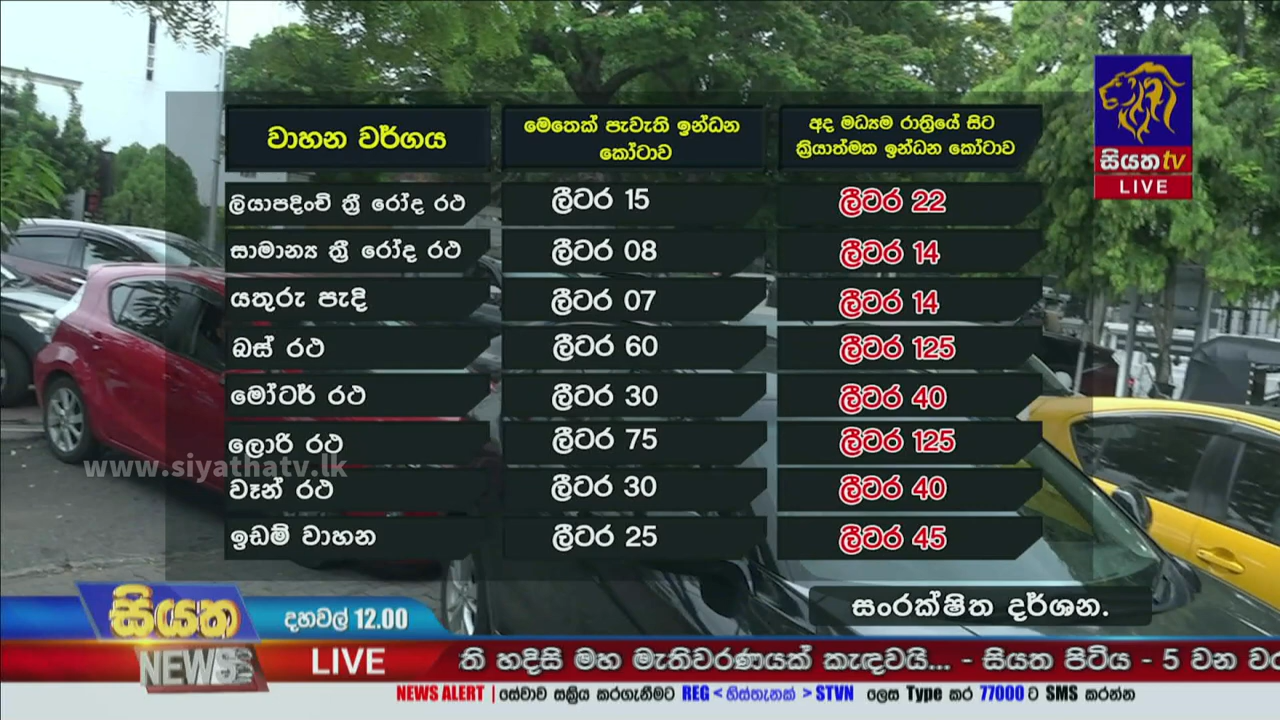 වාහන වර්ගය
මෙතෙක් පැවැති ඉන්ධන
කෝටාව
අද මධ්‍යම රාත්‍රියේ සිට
ක්‍රියාත්මක ඉන්ධන කෝටාව
ලියාපදිංචි ත්‍රී රෝද රථ ලීටර 15 ලීටර 22
සාමාන්‍ය ත්‍රී රෝද රථ ලීටර 08 ලීටර 14
යතුරු පැදි ලීටර 07 ලීටර 14
බස් රථ ලීටර 60 ලීටර 125
මෝටර් රථ ලීටර 30 ලීටර 40
ලොරි රථ ලීටර 75 ලීටර 125
වෑන් රථ ලීටර 30 ලීටර 40
ඉඩම් වාහන ලීටර 25 ලීටර 45
සියත tv
LIVE
www.siyathatv.lk
සංරක්ෂිත දර්ශන.
සියත
දහවල් 12.00
NEWS
LIVE
ති හදිසි මහ මැතිවරණයක් කැඳවයි... - සියත පිටිය - 5 වන වර
NEWS ALERT | සේවාව සක්‍රිය කරගැනීමට REG < හිස්තැනක් > STVN ලෙස Type කර 77000 ට SMS කරන්න